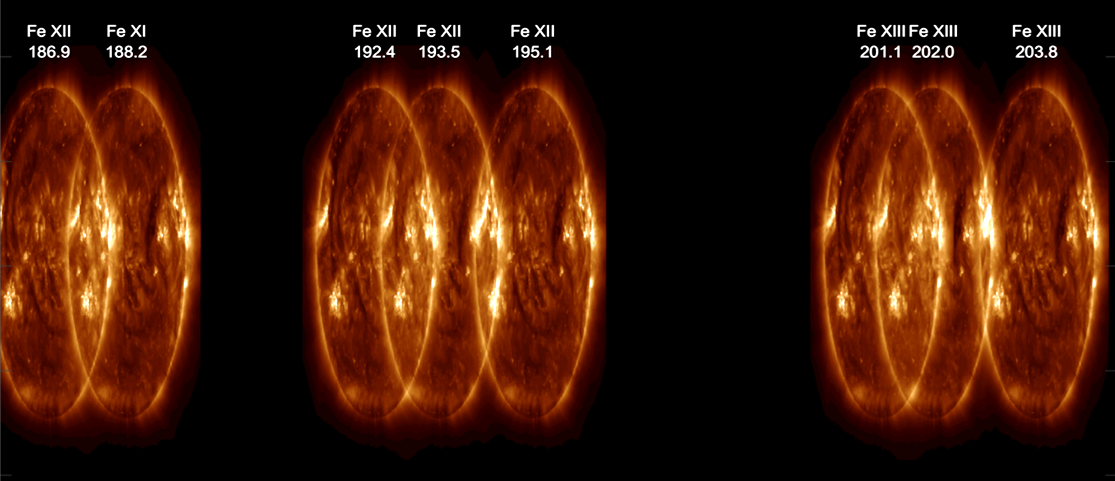 Fe XII Fe XI Fe XII Fe XII Fe XII Fe XIII Fe XIII Fe XIII
186.9 188.2 192.4 193.5 195.1 201.1 202.0 203.8